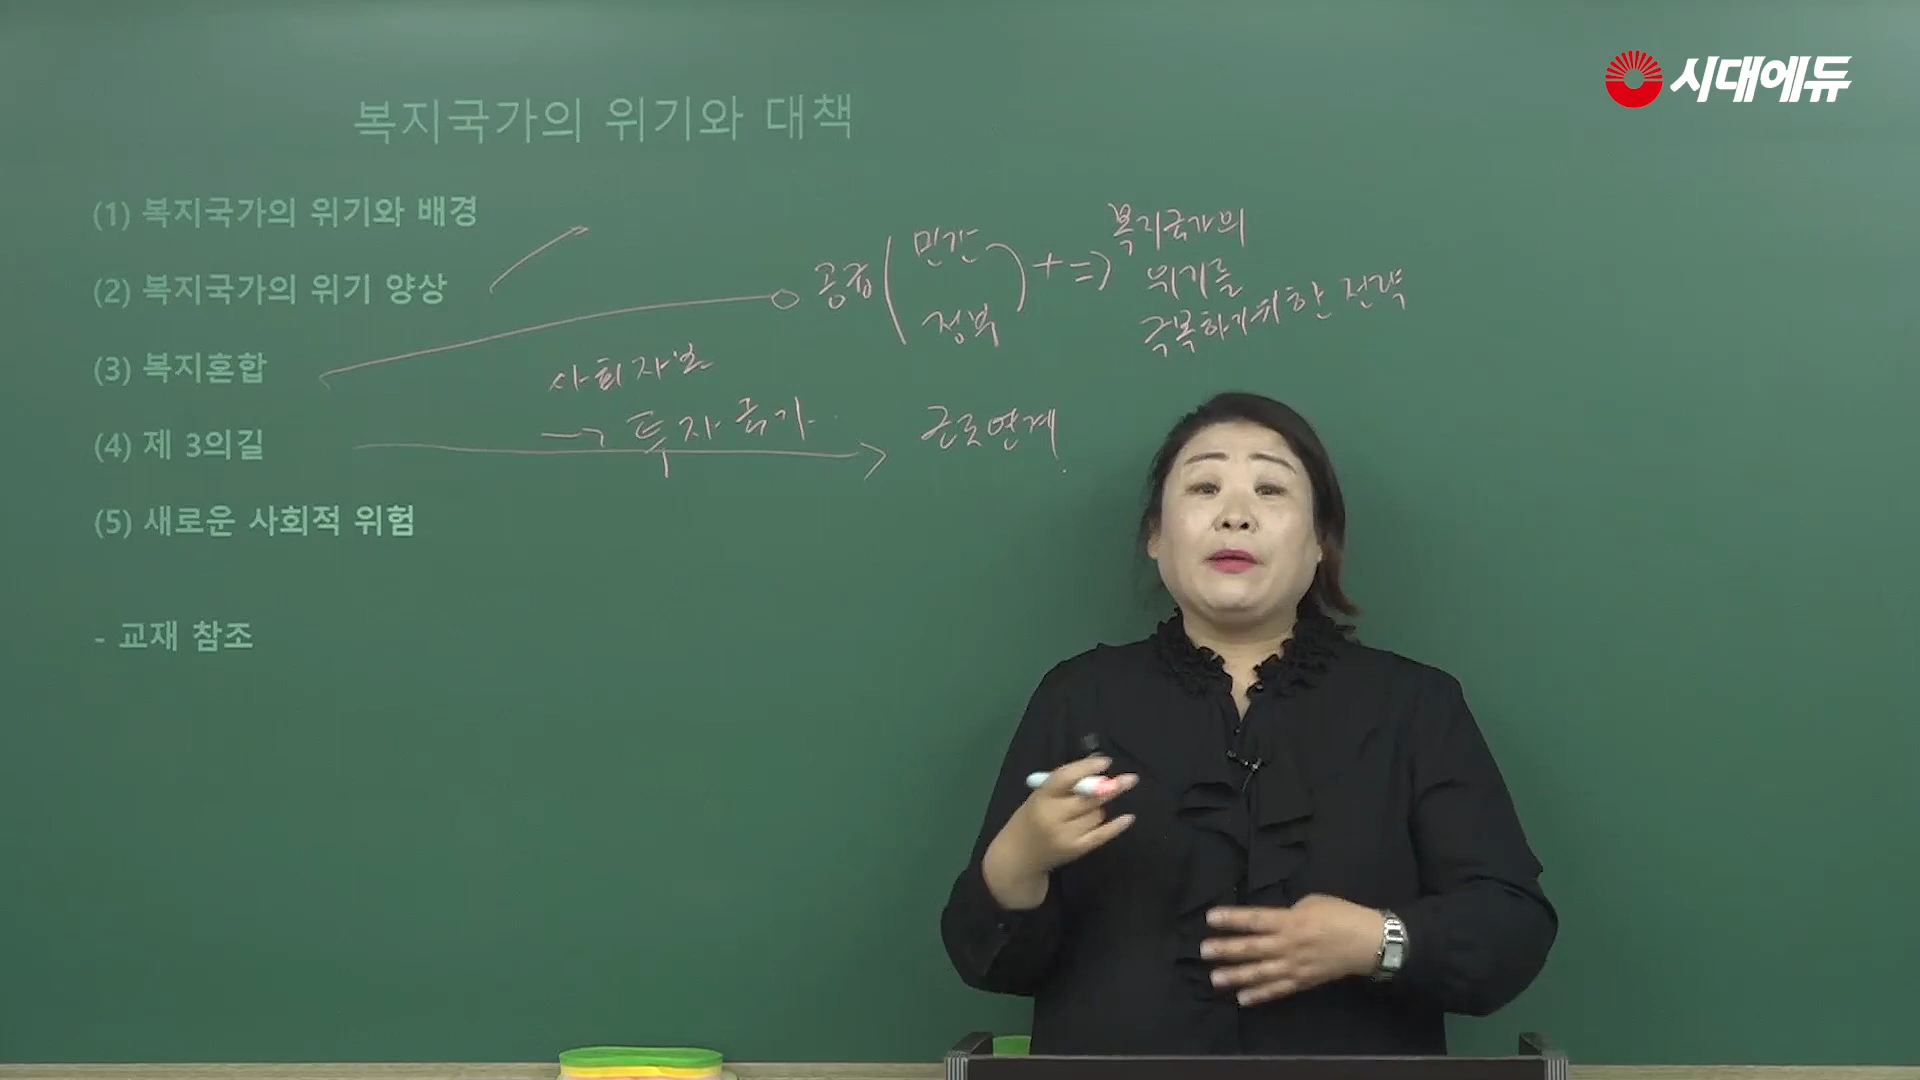 시대에듀
복지국가의 위기와 대책
(1) 복지국가의 위기와 배경
(2) 복지국가의 위기 양상
(3) 복지혼합
(4) 제 3의길
(5) 새로운 사회적 위험
- 교재 참조
공급 ( 민간
정부 ) + ⇒ 복지국가의
위기를
극복하기위한 전략
사회자본
→ 투자국가
근로연계